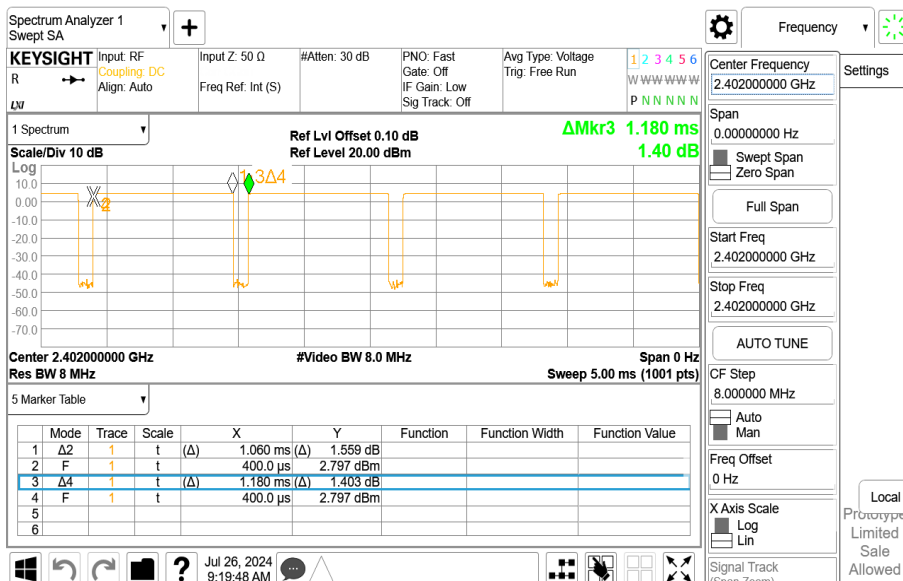 Spectrum Analyzer 1
Swept SA
+
Frequency
KEYSIGHT
R
LXI
Input: RF
Coupling: DC
Align: Auto
Input Z: 50 Ω
Freq Ref: Int (S)
#Atten: 30 dB
PNO: Fast
Gate: Off
IF Gain: Low
Sig Track: Off
Avg Type: Voltage
Trig: Free Run
1 2 3 4 5 6
W W W W W W
P N N N N N
1 Spectrum
Scale/Div 10 dB
Log
Ref Lvl Offset 0.10 dB
Ref Level 20.00 dBm
ΔMkr3 1.180 ms
1.40 dB
10.0
0.00
-10.0
-20.0
-30.0
-40.0
-50.0
-60.0
-70.0
2
3Δ4
Center 2.402000000 GHz
Res BW 8 MHz
#Video BW 8.0 MHz
Span 0 Hz
Sweep 5.00 ms (1001 pts)
5 Marker Table
Mode Trace Scale X Y Function Function Width Function Value
1 Δ2 1 t (Δ) 1.060 ms (Δ) 1.559 dB
2 F 1 t 400.0 µs 2.797 dBm
3 Δ4 1 t (Δ) 1.180 ms (Δ) 1.403 dB
4 F 1 t 400.0 µs 2.797 dBm
5
6
?
Jul 26, 2024
9:19:48 AM
Center Frequency
2.402000000 GHz
Span
0.00000000 Hz
Swept Span
Zero Span
Full Span
Start Freq
2.402000000 GHz
Stop Freq
2.402000000 GHz
AUTO TUNE
CF Step
8.000000 MHz
Auto
Man
Freq Offset
0 Hz
X Axis Scale
Log
Lin
Signal Track
(Span Zoom)
Settings
Local
Prototype
Limited
Sale
Allowed